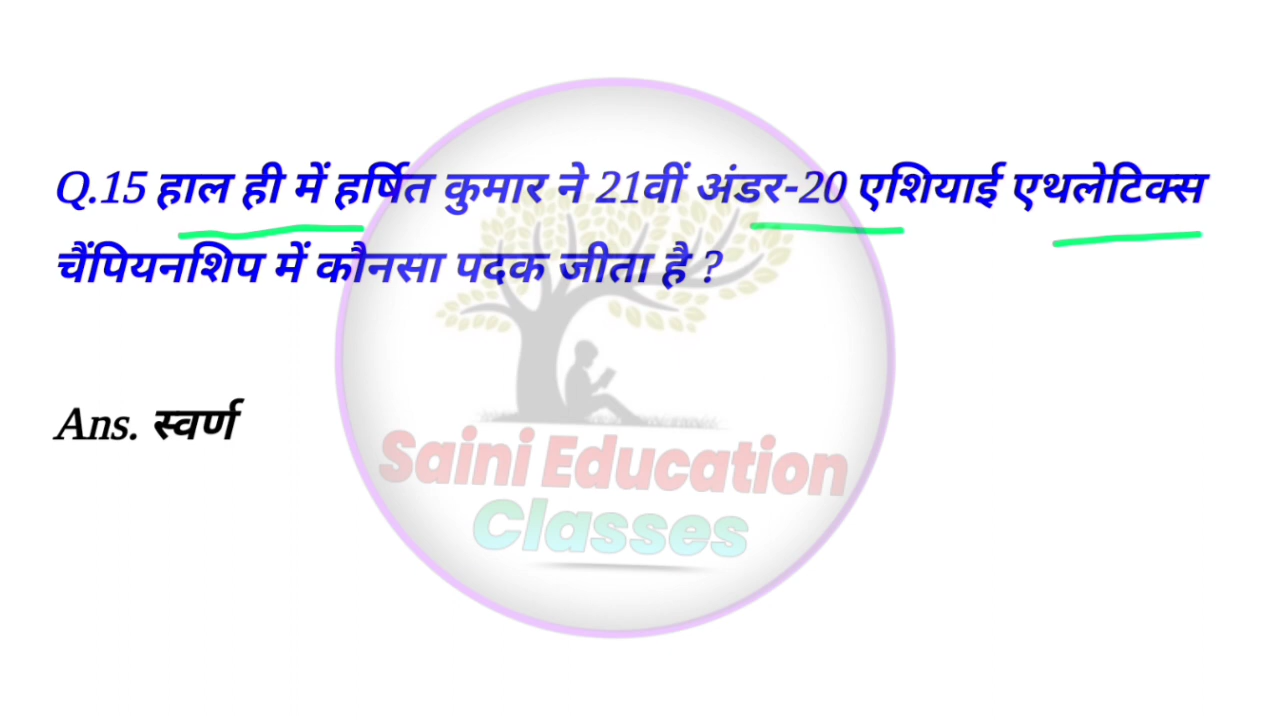 Q.15 हाल ही में हर्षित कुमार ने 21वीं अंडर-20 एशियाई एथलेटिक्स
चैंपियनशिप में कौनसा पदक जीता है ?
Ans. स्वर्ण
Saini Education
Classes